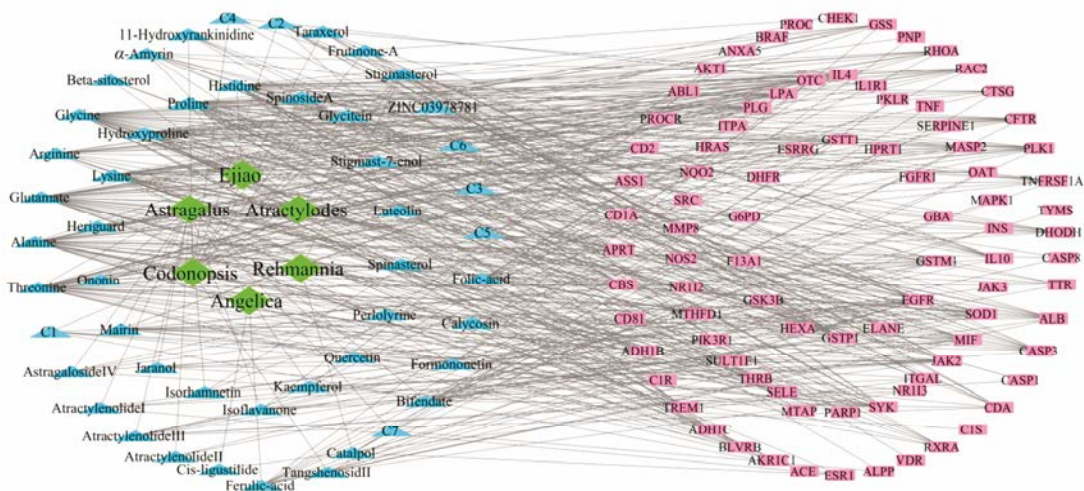 C4
C2
11-Hydroxyrankinidine
Taraxerol
α-Amyrin
Frutinone-A
Beta-sitosterol
Histidine
Stigmasterol
Proline
SpinosideA
ZINC03978781
Glycine
Glycitein
Hydroxyproline
C6
Arginine
Stigmast-7-enol
Lysine
Ejiao
Glutamate
C3
Astragalus
Atractylodes
Luteolin
Heriguard
C5
Alanine
Codonopsis
Rehmannia
Spinasterol
Ononin
Folic-acid
Threonine
Angelica
Perlolyrine
C1
Mairin
Calycosin
Quercetin
Jaranol
Formononetin
AstragalosideIV
Isorhamnetin
Kaempferol
AtractylenolideI
Isoflavanone
Bifendate
AtractylenolideIII
C7
AtractylenolideII
Catalpol
Cis-ligustilide
TangshenosidII
Ferulic-acid
PROC
CHEK1
GSS
BRAF
PNP
ANXA5
RHOA
AKT1
OTC
IL4
RAC2
ABL1
LPA
IL1R1
CTSG
PLG
PKLR
TNF
PROCR
ITPA
SERPINE1
CFTR
CD2
HRAS
ESRRG
GSTT1
HPRT1
MASP2
PLK1
ASS1
NQO2
DHFR
FGFR1
OAT
TNFRSF1A
SRC
MAPK1
CD1A
G6PD
GBA
TYMS
MMP8
INS
DHODH
APRT
NOS2
F13A1
GSTM1
IL10
CASP8
CBS
NR1I2
JAK3
TTR
GSK3B
EGFR
CD81
MTHFD1
SOD1
ALB
HEXA
ELANE
PIK3R1
GSTP1
MIF
ADH1B
SULT1E1
JAK2
CASP3
C1R
THRB
ITGAL
CASP1
SELE
NR1I3
TREM1
MTAP
PARP1
SYK
CDA
ADH1C
C1S
BLVRB
RXRA
AKR1C1
VDR
ACE
ESR1
ALPP